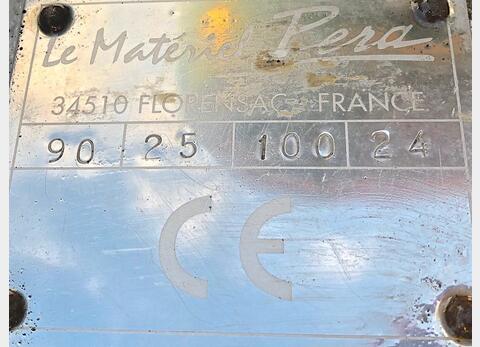 Le Matériel Pera
34510 FLORENSAC - FRANCE
90 25 100 24
CE